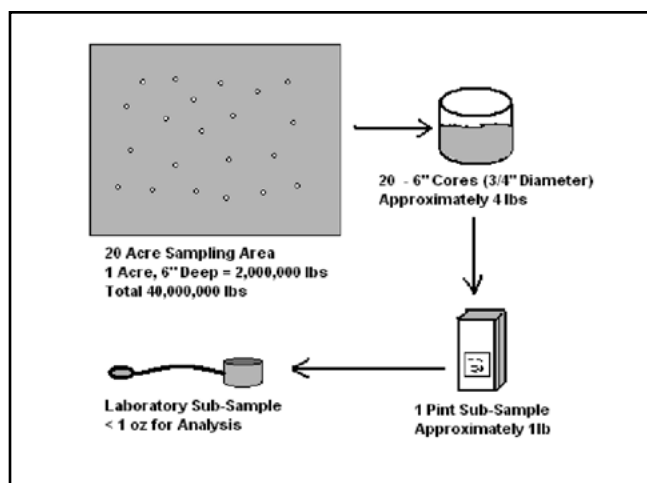 20 - 6" Cores (3/4" Diameter)
Approximately 4 lbs
20 Acre Sampling Area
1 Acre, 6" Deep = 2,000,000 lbs
Total 40,000,000 lbs
1 Pint Sub-Sample
Approximately 1lb
Laboratory Sub-Sample
< 1 oz for Analysis